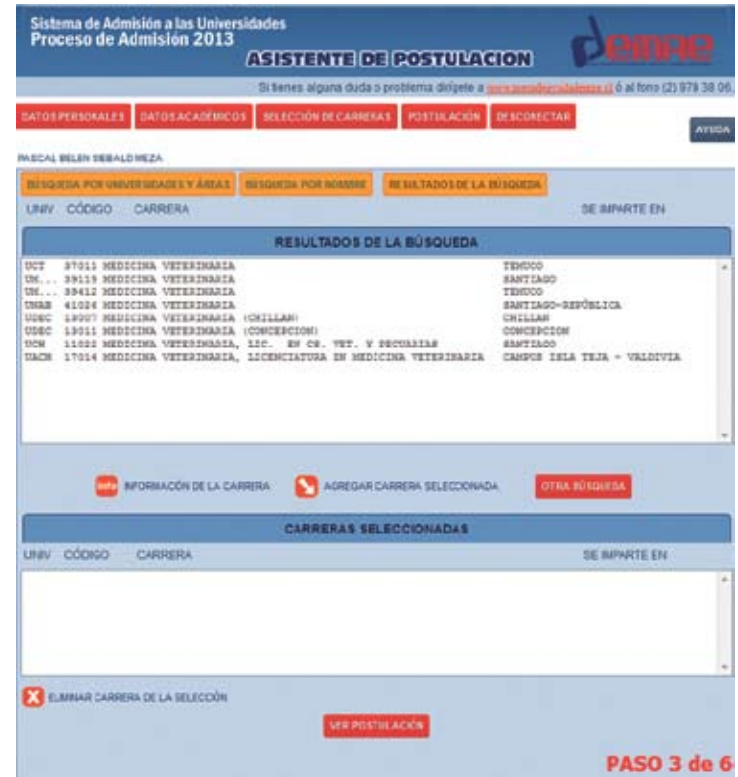 Sistema de Admisión a las Universidades
Proceso de Admisión 2013
ASISTENTE DE POSTULACION
demre
Si tienes alguna duda o problema dirígete a ó al fono (2) 978 38 06.
DATOS PERSONALES DATOS ACADÉMICOS SELECCIÓN DE CARRERAS POSTULACIÓN DESCONECTAR
AYUDA
PASCAL BELEN MEZA
BÚSQUEDA POR UNIVERSIDADES Y ÁREAS BÚSQUEDA POR NOMBRE RESULTADOS DE LA BÚSQUEDA
UNIV CÓDIGO CARRERA SE IMPARTE EN
RESULTADOS DE LA BÚSQUEDA
UCT 37011 MEDICINA VETERINARIA TEMUCO
UM... 39119 MEDICINA VETERINARIA SANTIAGO
UM... 39412 MEDICINA VETERINARIA TEMUCO
UNAB 41024 MEDICINA VETERINARIA SANTIAGO-REPÚBLICA
UDEC 13007 MEDICINA VETERINARIA (CHILLAN) CHILLAN
UDEC 13011 MEDICINA VETERINARIA (CONCEPCION) CONCEPCION
UCH 11022 MEDICINA VETERINARIA, LIC. EN CS. VET. Y PECUARIAS SANTIAGO
UACH 17014 MEDICINA VETERINARIA, LICENCIATURA EN MEDICINA VETERINARIA CAMPUS ISLA TEJA - VALDIVIA
info INFORMACIÓN DE LA CARRERA AGREGAR CARRERA SELECCIONADA OTRA BÚSQUEDA
CARRERAS SELECCIONADAS
UNIV CÓDIGO CARRERA SE IMPARTE EN
X ELIMINAR CARRERA DE LA SELECCIÓN
VER POSTULACIÓN
PASO 3 de 6